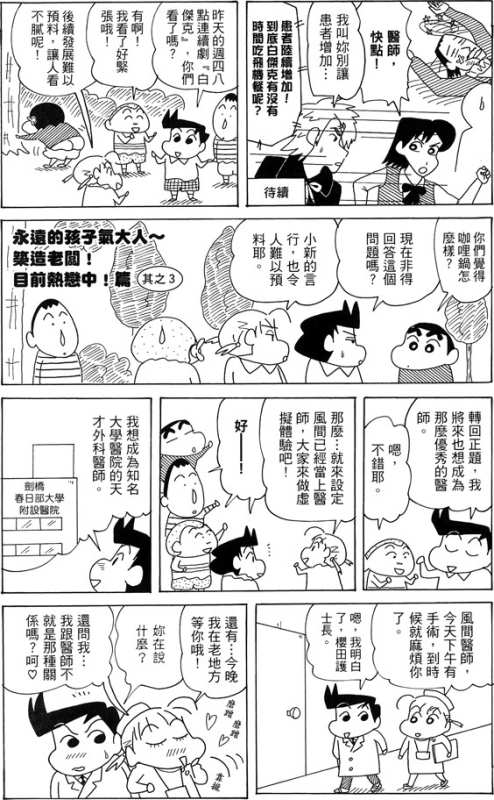 醫師，
快點！
我叫妳別讓
患者增加…
患者陸續增加！
到底白傑克有沒有
時間吃飛機餐呢？
待續
昨天的週四八
點連續劇『白
傑克』，你們
看了嗎？
有啊！
我看了好緊
張哦！
後續發展難以
預料，讓人看
不膩呢！
你們覺得
咖哩鍋怎
麼樣？
現在非得
回答這個
問題嗎？
小新的言
行，也令
人難以預
料耶。
永遠的孩子氣大人～
築造老闆！
目前熱戀中！篇
其之3
轉回正題，我
將來也想成為
那麼優秀的醫
師。
嗯，
不錯耶。
那麼…就來設定
風間已經當上醫
師，大家來做虛
擬體驗吧！
好──！
我想成為知名
大學醫院的天
才外科醫師。
劍橋
春日部大學
附設醫院
風間醫師，
今天下午有
手術，到時
候就麻煩你
了。
嗯，我明白
了，櫻田護
士長。
還有…今晚
我在老地方
等你哦！
磨蹭
磨蹭
靠攏
妳在說
什麼？
還問我…
我跟醫師不
就是那種關
係嗎？呵♡